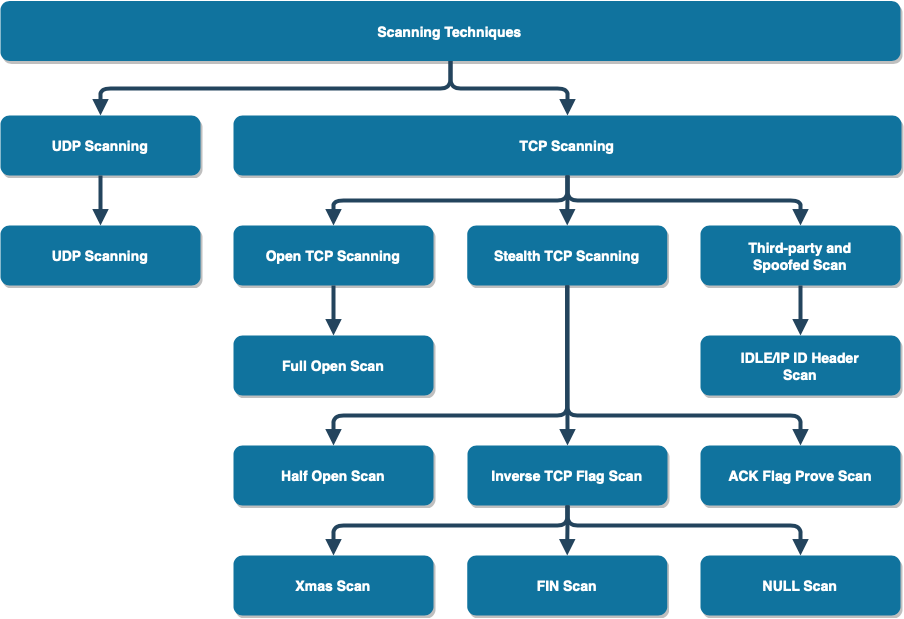 Scanning Techniques
UDP Scanning
TCP Scanning
UDP Scanning
Open TCP Scanning
Stealth TCP Scanning
Third-party and
Spoofed Scan
Full Open Scan
IDLE/IP ID Header
Scan
Half Open Scan
Inverse TCP Flag Scan
ACK Flag Prove Scan
Xmas Scan
FIN Scan
NULL Scan